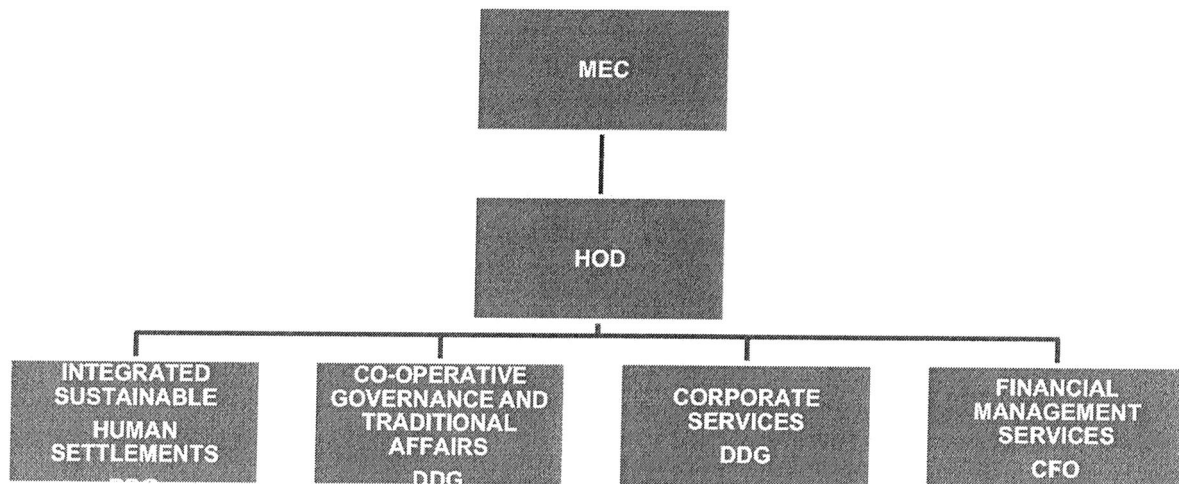 MEC
HOD
INTEGRATED
SUSTAINABLE
HUMAN
SETTLEMENTS
CO-OPERATIVE
GOVERNANCE AND
TRADITIONAL
AFFAIRS
DDG
CORPORATE
SERVICES
DDG
FINANCIAL
MANAGEMENT
SERVICES
CFO